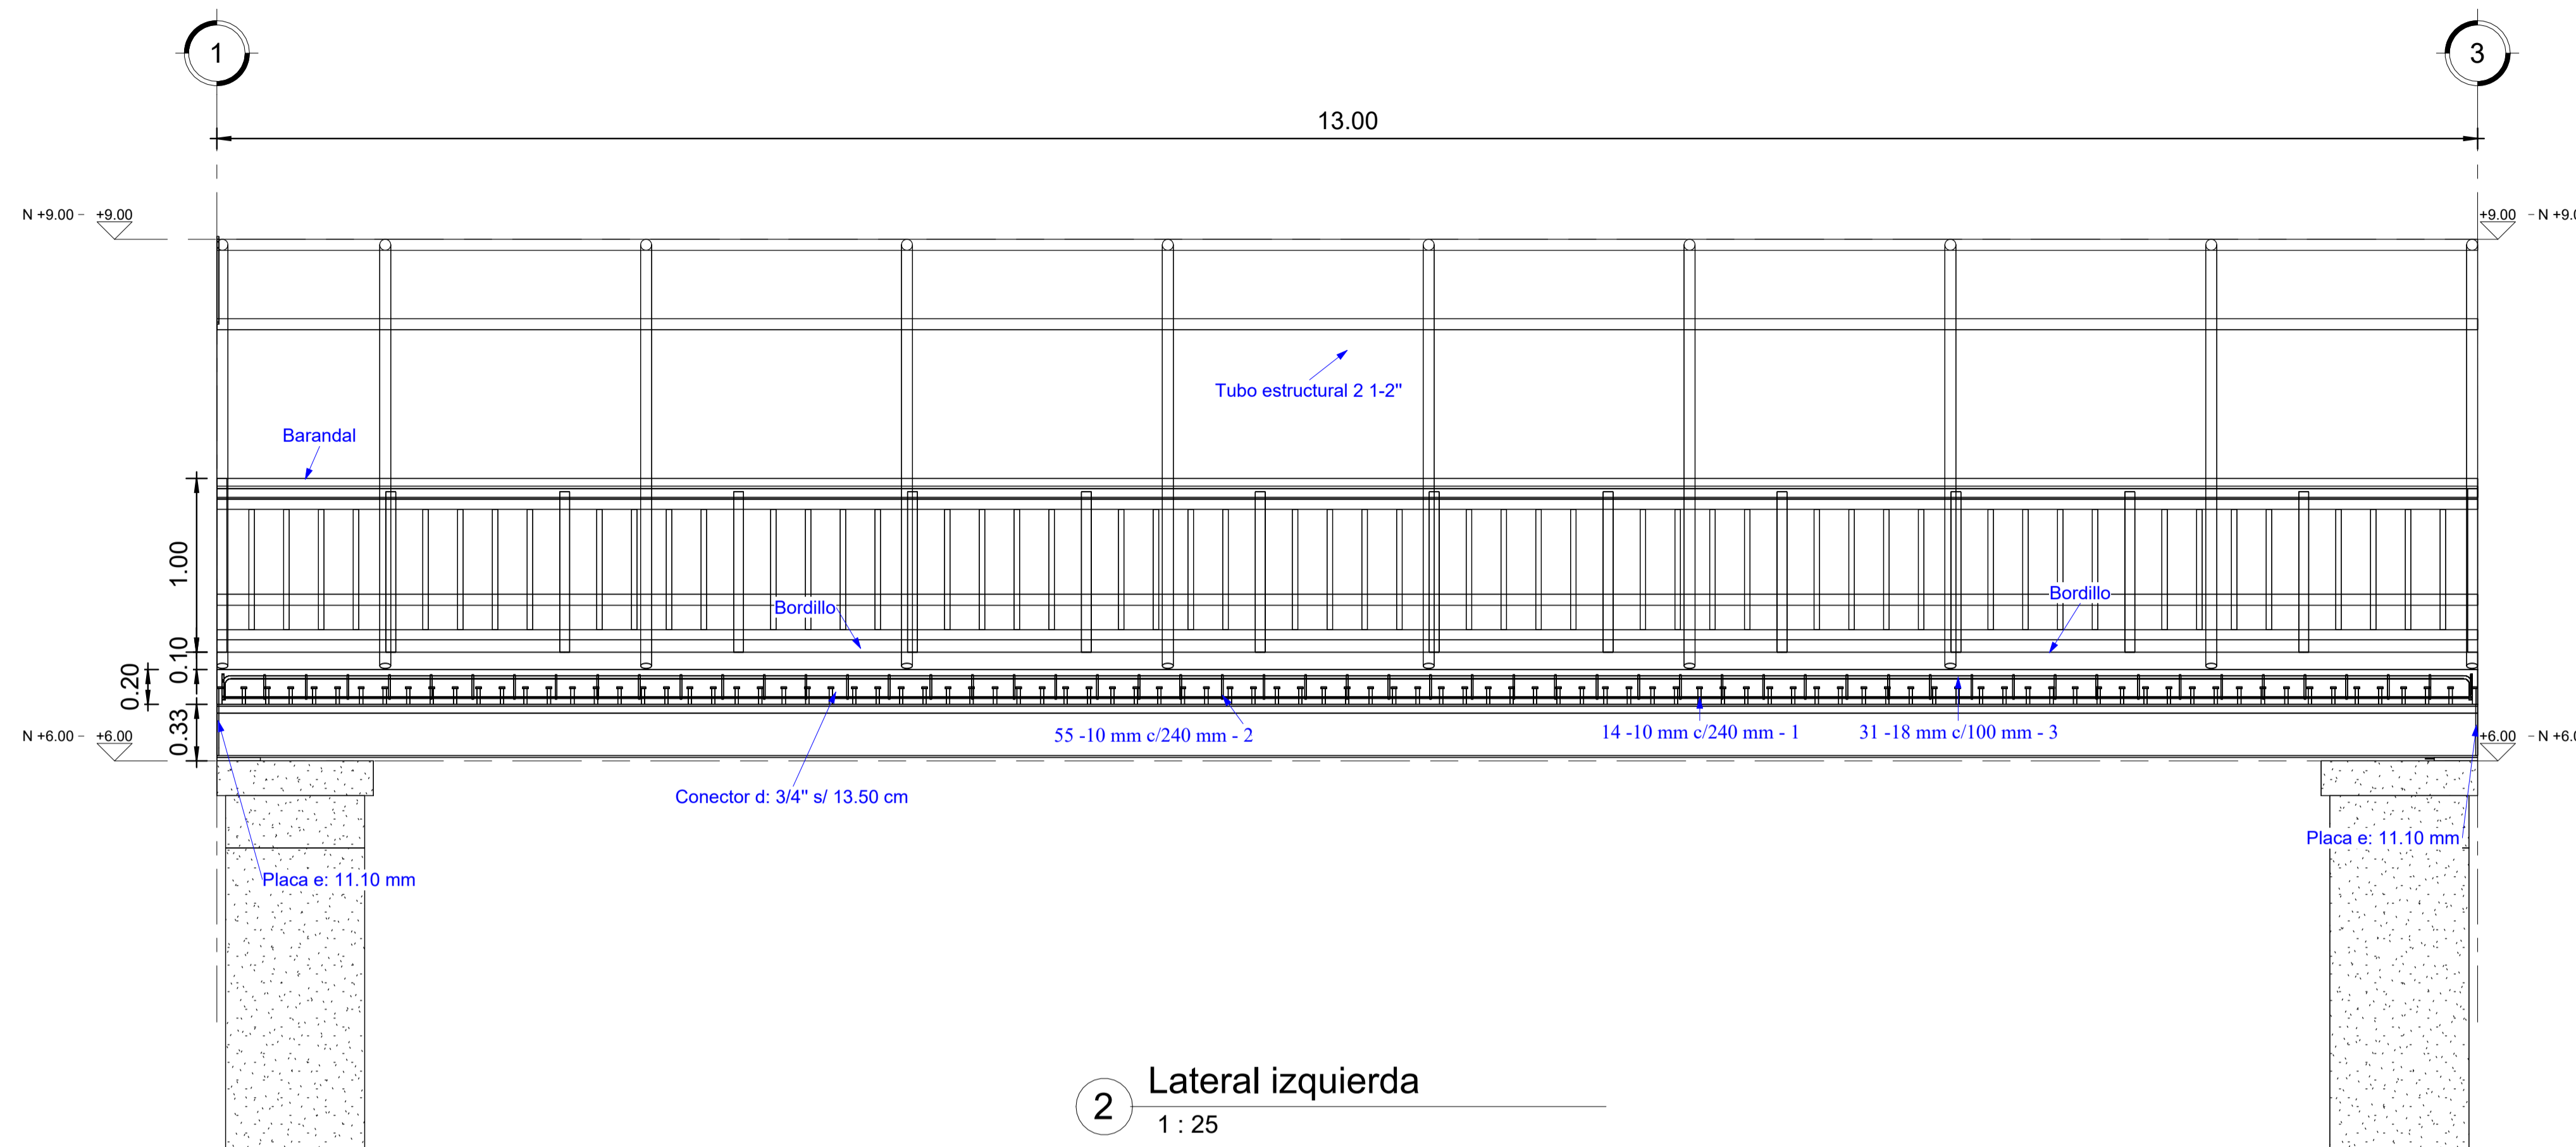 1
3
13.00
N +9.00
+9.00
+9.00
N +9.0
Tubo estructural 2 1-2"
Barandal
1.00
Bordillo
Bordillo
0.10
0.20
0.33
N +6.00
+6.00
55 -10 mm c/240 mm - 2
14 -10 mm c/240 mm - 1
31 -18 mm c/100 mm - 3
+6.00
N +6.0
Conector d: 3/4" s/ 13.50 cm
Placa e: 11.10 mm
Placa e: 11.10 mm
2
Lateral izquierda
1 : 25